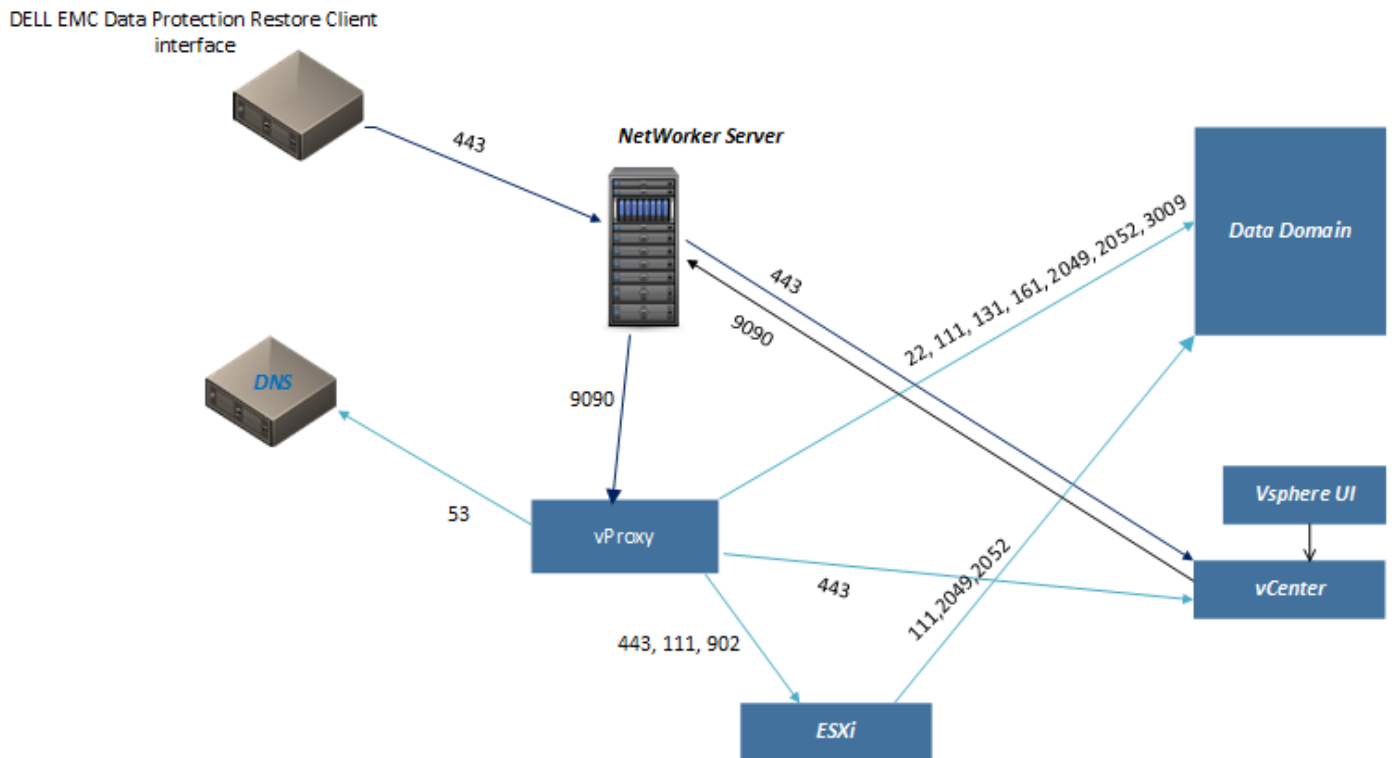 DELL EMC Data Protection Restore Client
interface
443
NetWorker Server
Data Domain
22, 111, 131, 161, 2049, 2052, 3009
443
9090
DNS
9090
Vsphere UI
53
vProxy
443
111,2049,2052
vCenter
443, 111, 902
ESXi